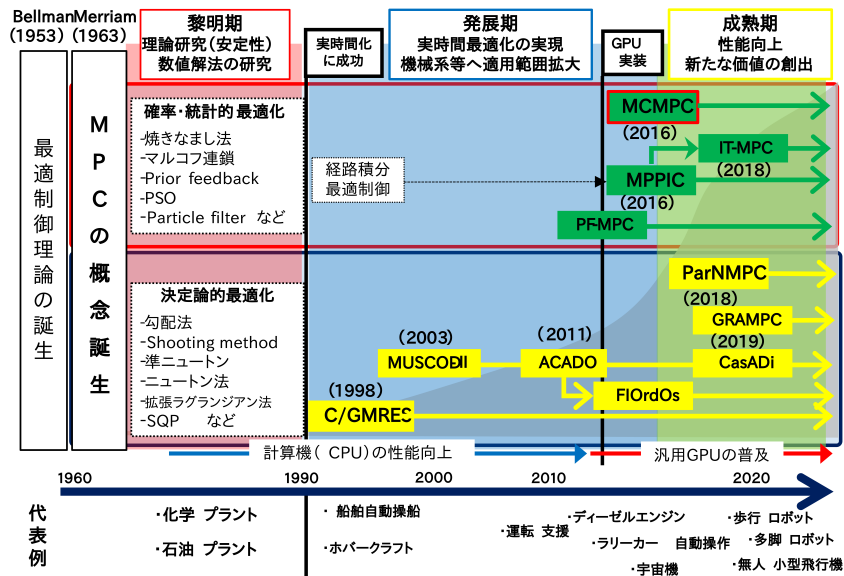 Bellman
(1953)
Merriam
(1963)
黎明期
理論研究(安定性)
数値解法の研究
実時間化
に成功
発展期
実時間最適化の実現
機械系等へ適用範囲拡大
GPU
実装
成熟期
性能向上
新たな価値の創出
最適制御理論の誕生
MPCの概念誕生
確率・統計的最適化
-焼きなまし法
-マルコフ連鎖
-Prior feedback
-PSO
-Particle filter など
経路積分
最適制御
MCMPC
(2016)
IT-MPC
(2018)
MPPIC
(2016)
PF-MPC
決定論的最適化
-勾配法
-Shooting method
-準ニュートン
-ニュートン法
-拡張ラグランジアン法
-SQP など
ParNMPC
(2018)
GRAMPC
(2019)
(2003)
MUSCODII
(2011)
ACADO
CasADi
FIOrdOs
(1998)
C/GMRES
計算機( CPU)の性能向上
汎用GPUの普及
1960
1990
2000
2010
2020
代表例
・化学 プラント
・石油 プラント
・船舶自動操船
・ホバークラフト
・運転 支援
・ディーゼルエンジン
・ラリーカー 自動操作
・宇宙機
・歩行 ロボット
・多脚 ロボット
・無人 小型飛行機